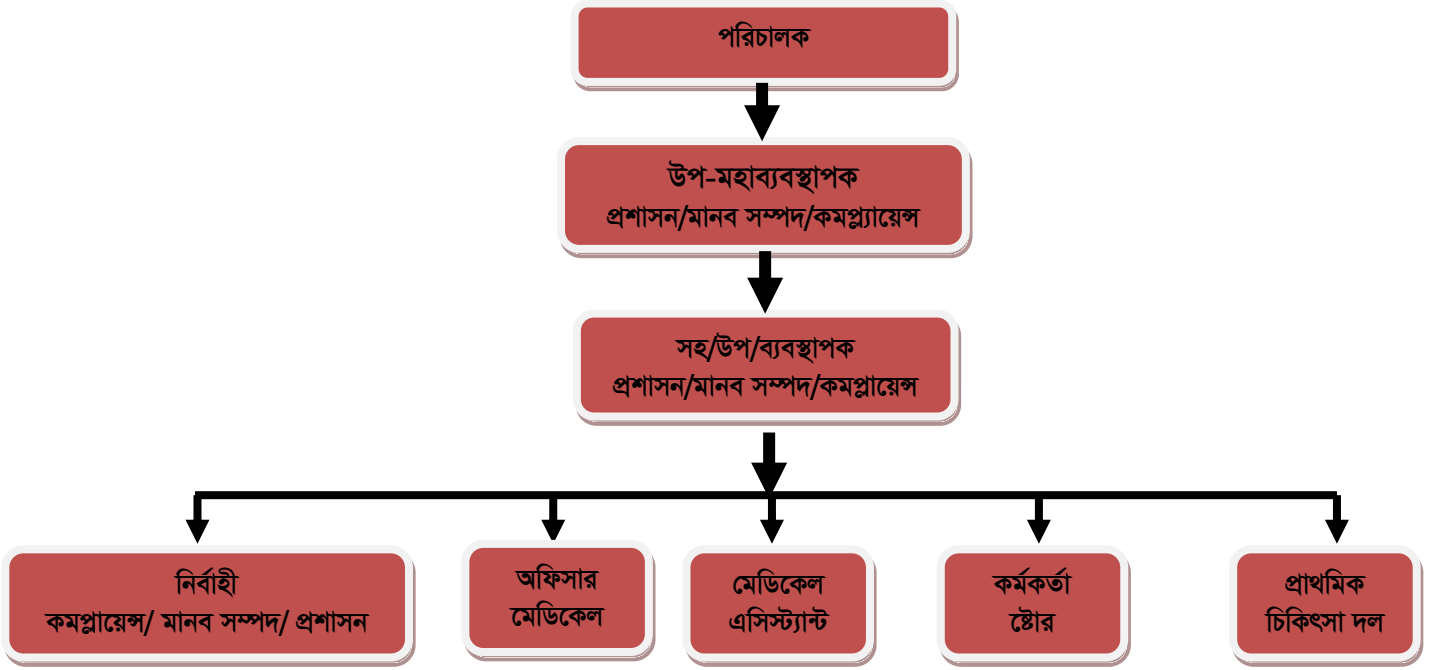 পরিচালক
উপ-মহাব্যবস্থাপক
প্রশাসন/মানব সম্পদ/কমপ্ল্যায়েন্স
সহ/উপ/ব্যবস্থাপক
প্রশাসন/মানব সম্পদ/কমপ্লায়েন্স
নির্বাহী
কমপ্লায়েন্স/ মানব সম্পদ/ প্রশাসন
অফিসার
মেডিকেল
মেডিকেল
এসিস্ট্যান্ট
কর্মকর্তা
ষ্টোর
প্রাথমিক
চিকিৎসা দল